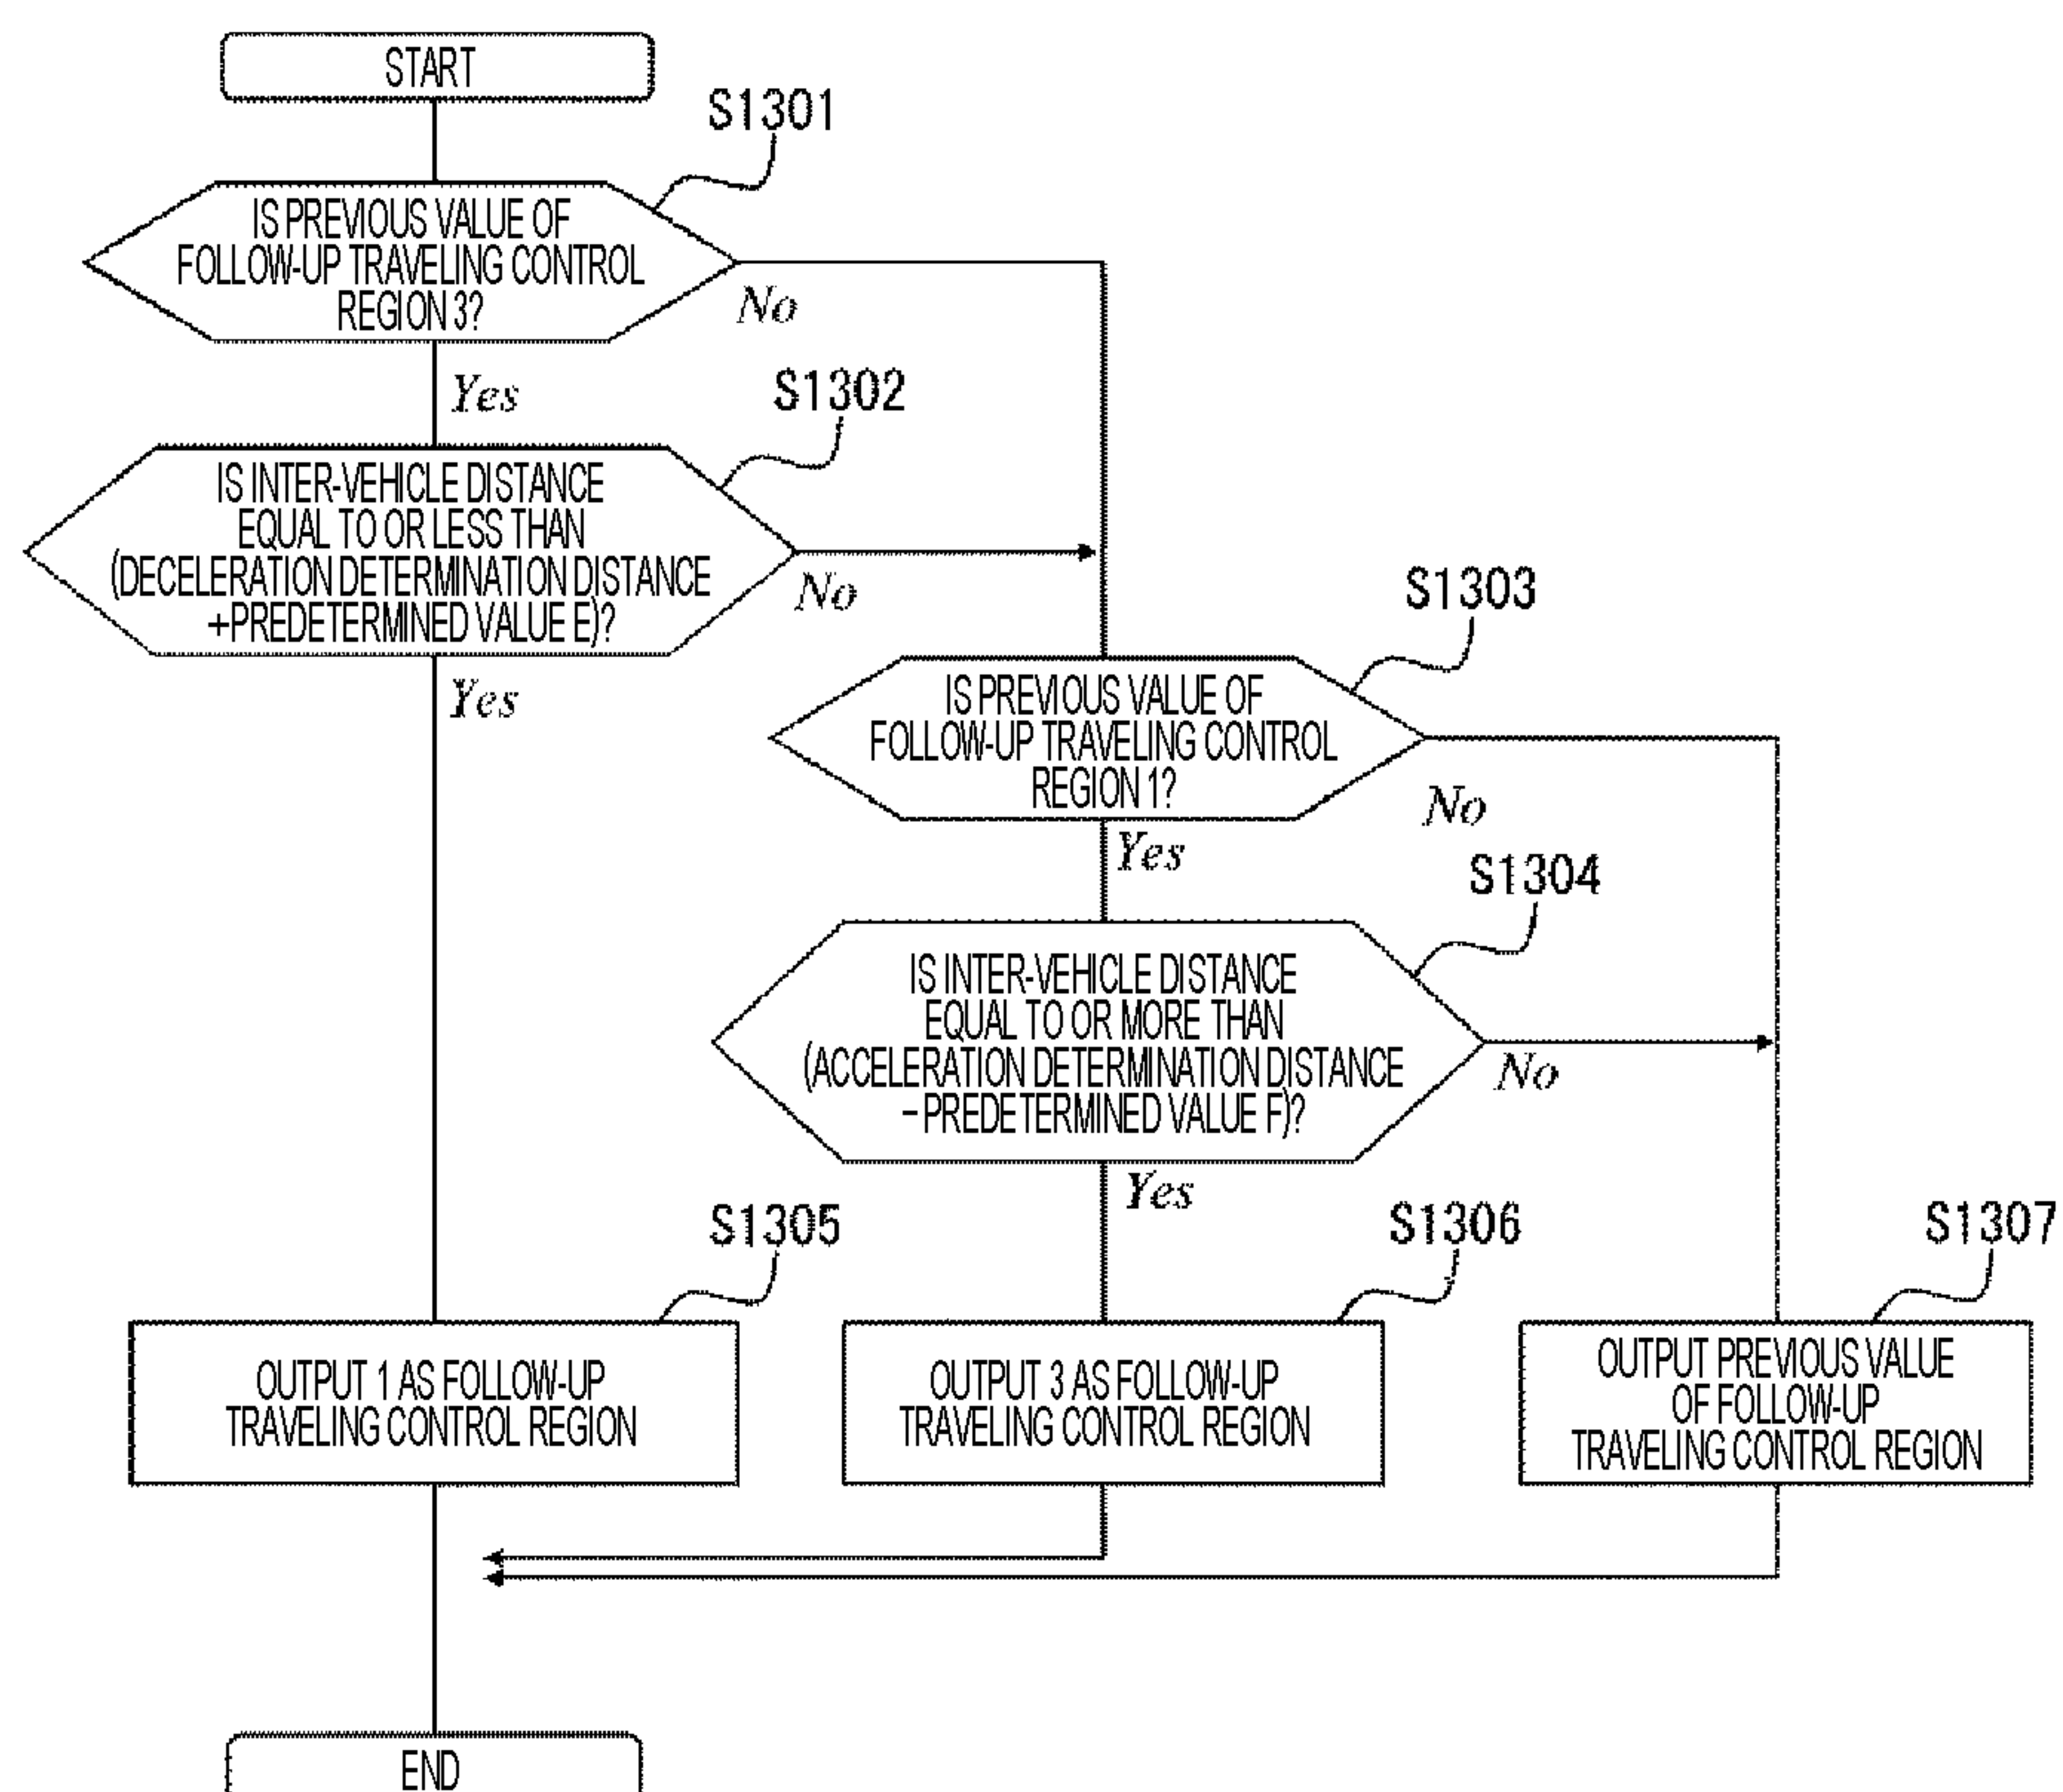 START
S1301
IS PREVIOUS VALUE OF
FOLLOW-UP TRAVELING CONTROL
REGION 3?
No
Yes
S1302
IS INTER-VEHICLE DISTANCE
EQUAL TO OR LESS THAN
(DECELERATION DETERMINATION DISTANCE
+PREDETERMINED VALUE E)?
No
Yes
S1303
IS PREVIOUS VALUE OF
FOLLOW-UP TRAVELING CONTROL
REGION 1?
No
Yes
S1304
IS INTER-VEHICLE DISTANCE
EQUAL TO OR MORE THAN
(ACCELERATION DETERMINATION DISTANCE
−PREDETERMINED VALUE F)?
No
Yes
S1305
OUTPUT 1 AS FOLLOW-UP
TRAVELING CONTROL REGION
S1306
OUTPUT 3 AS FOLLOW-UP
TRAVELING CONTROL REGION
S1307
OUTPUT PREVIOUS VALUE
OF FOLLOW-UP
TRAVELING CONTROL REGION
END